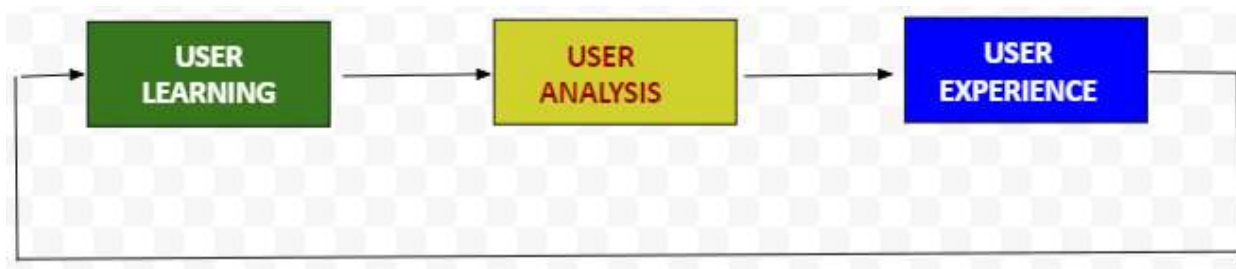 USER
LEARNING
USER
ANALYSIS
USER
EXPERIENCE